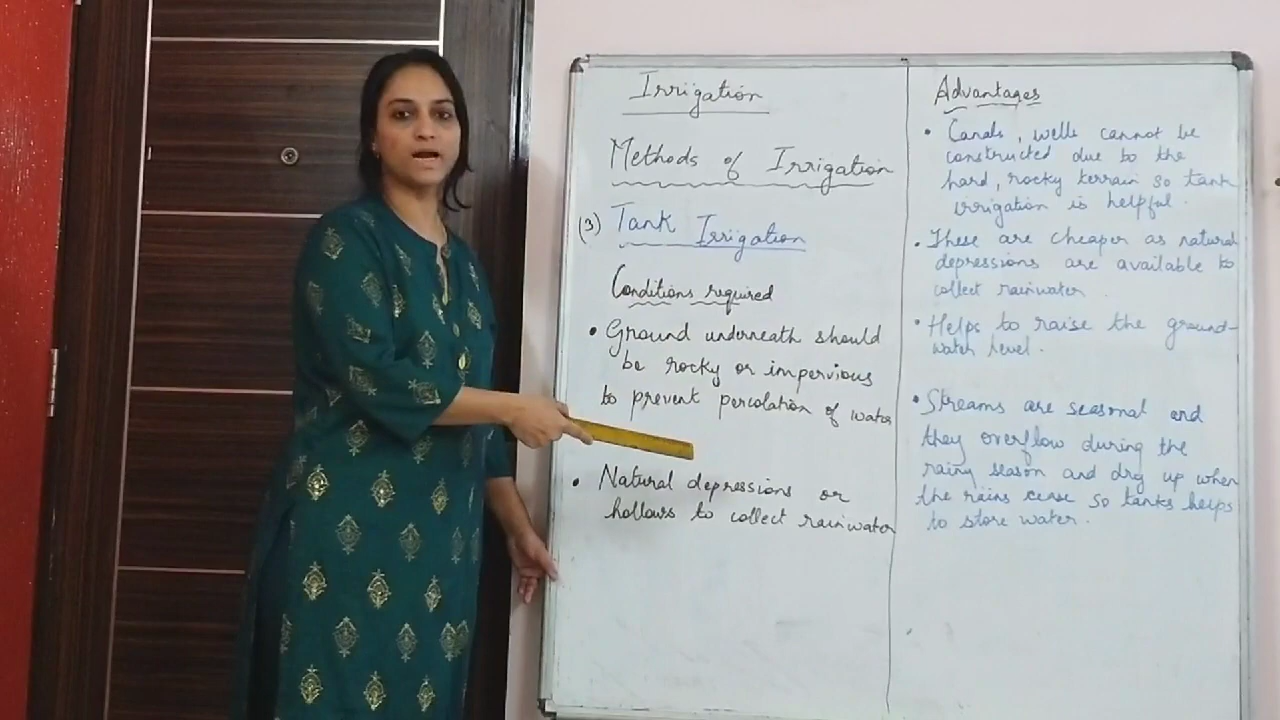 Irrigation
Methods of Irrigation
(3) Tank Irrigation
Conditions required
• Ground underneath should
be rocky or impervious
to prevent percolation of water
• Natural depressions or
hollows to collect rainwater
Advantages
• Canals, wells cannot be
constructed due to the
hard, rocky terrain so tank
irrigation is helpful.
• These are cheaper as natural
depressions are available to
collect rainwater.
• Helps to raise the ground-
water level.
• Streams are seasonal and
they overflow during the
rainy season and dry up when
the rains cease so tanks helps
to store water.